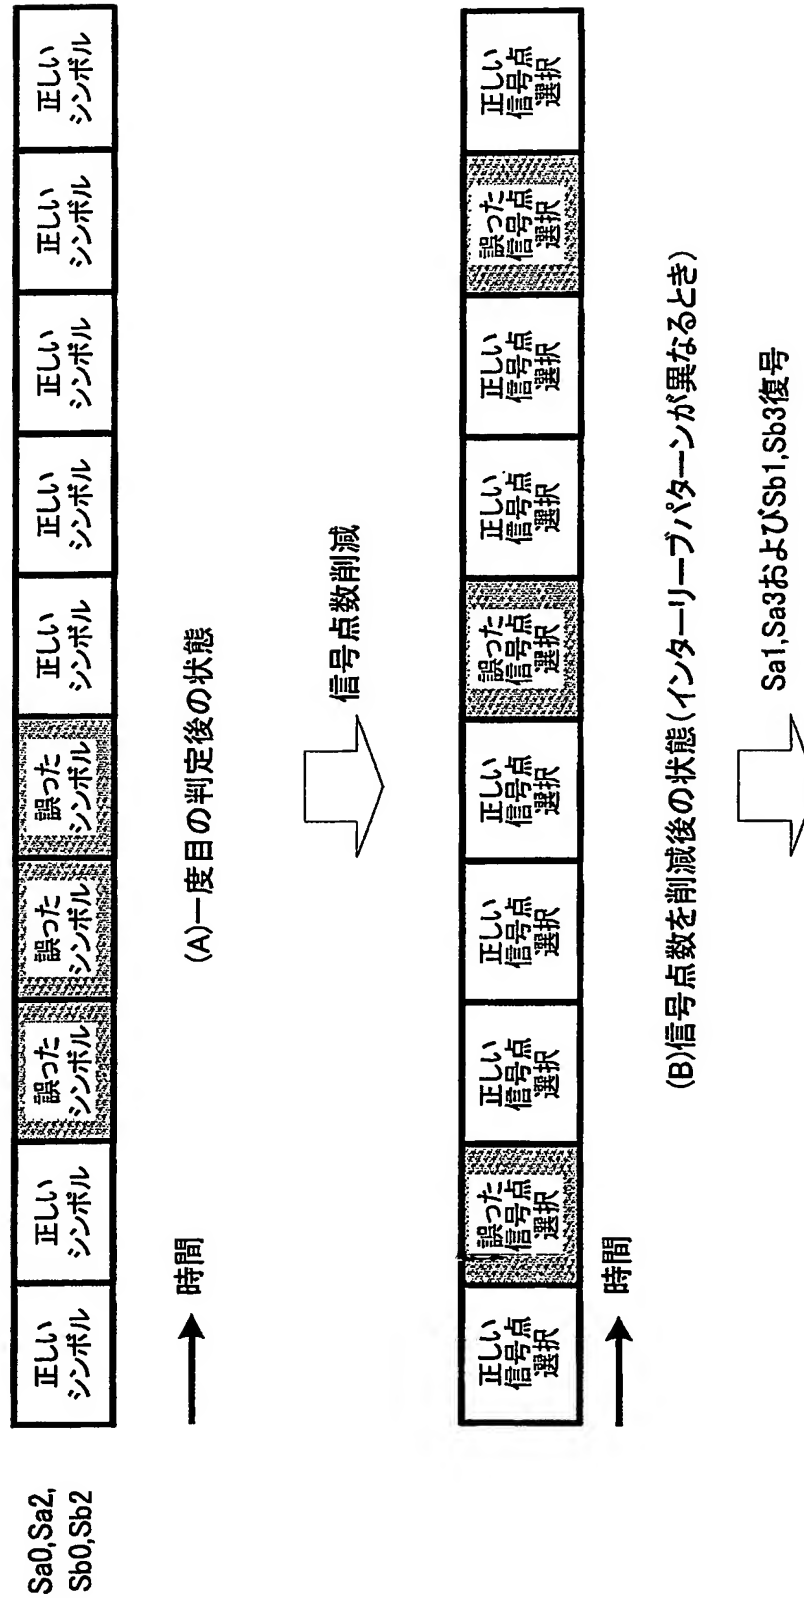 Sa0,Sa2,
Sb0,Sb2
正しい
シンボル
正しい
シンボル
誤った
シンボル
誤った
シンボル
誤った
シンボル
正しい
シンボル
正しい
シンボル
正しい
シンボル
正しい
シンボル
正しい
シンボル
時間
(A)一度目の判定後の状態
信号点数削減
正しい
信号点
選択
誤った
信号点
選択
正しい
信号点
選択
正しい
信号点
選択
正しい
信号点
選択
誤った
信号点
選択
正しい
信号点
選択
正しい
信号点
選択
誤った
信号点
選択
正しい
信号点
選択
時間
(B)信号点数を削減後の状態(インターリーブパターンが異なるとき)
Sa1,Sa3およびSb1,Sb3復号